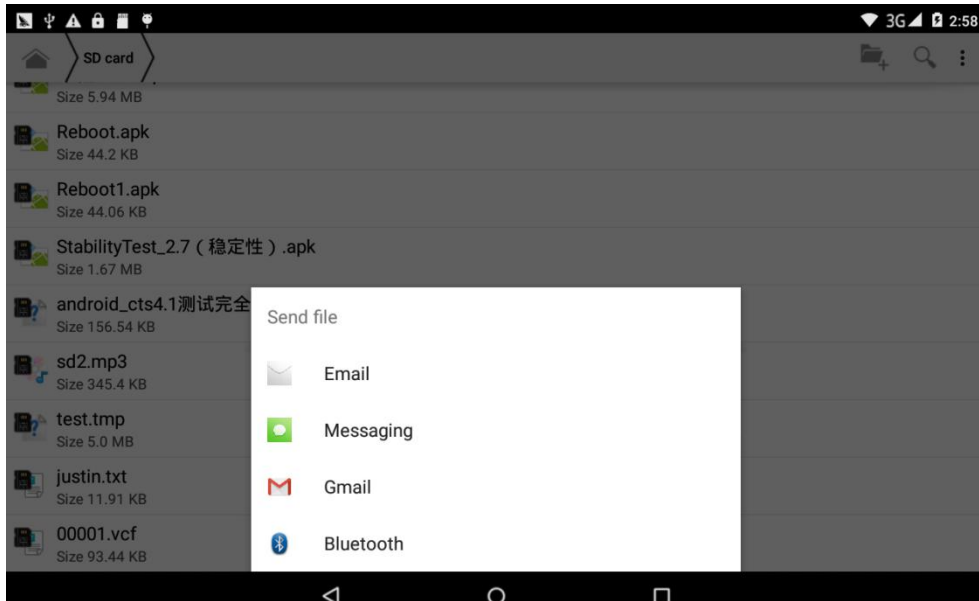 3G 2:58
SD card
Size 5.94 MB
Reboot.apk
Size 44.2 KB
Reboot1.apk
Size 44.06 KB
StabilityTest_2.7（稳定性）.apk
Size 1.67 MB
android_cts4.1测试完全
Size 156.54 KB
sd2.mp3
Size 345.4 KB
test.tmp
Size 5.0 MB
justin.txt
Size 11.91 KB
00001.vcf
Size 93.44 KB
Send file
Email
Messaging
Gmail
Bluetooth